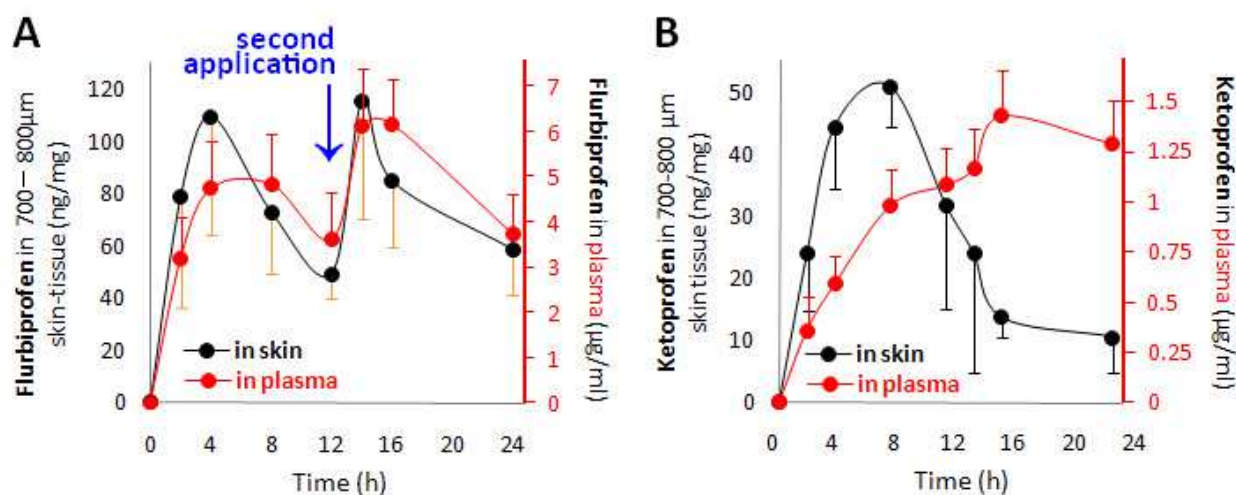 A
second
application
Flurbiprofen in 700 – 800µm
skin-tissue (ng/mg)
120
100
80
60
40
20
0
7
6
5
4
3
2
1
0
Flurbiprofen
in plasma (µg/ml)
in skin
in plasma
0 4 8 12 16 20 24
Time (h)
B
Ketoprofen in 700-800 µm
skin tissue (ng/mg)
50
40
30
20
10
0
1.5
1.25
1
0.75
0.5
0.25
0
Ketoprofen
in plasma (µg/ml)
in skin
in plasma
0 4 8 12 16 20 24
Time (h)